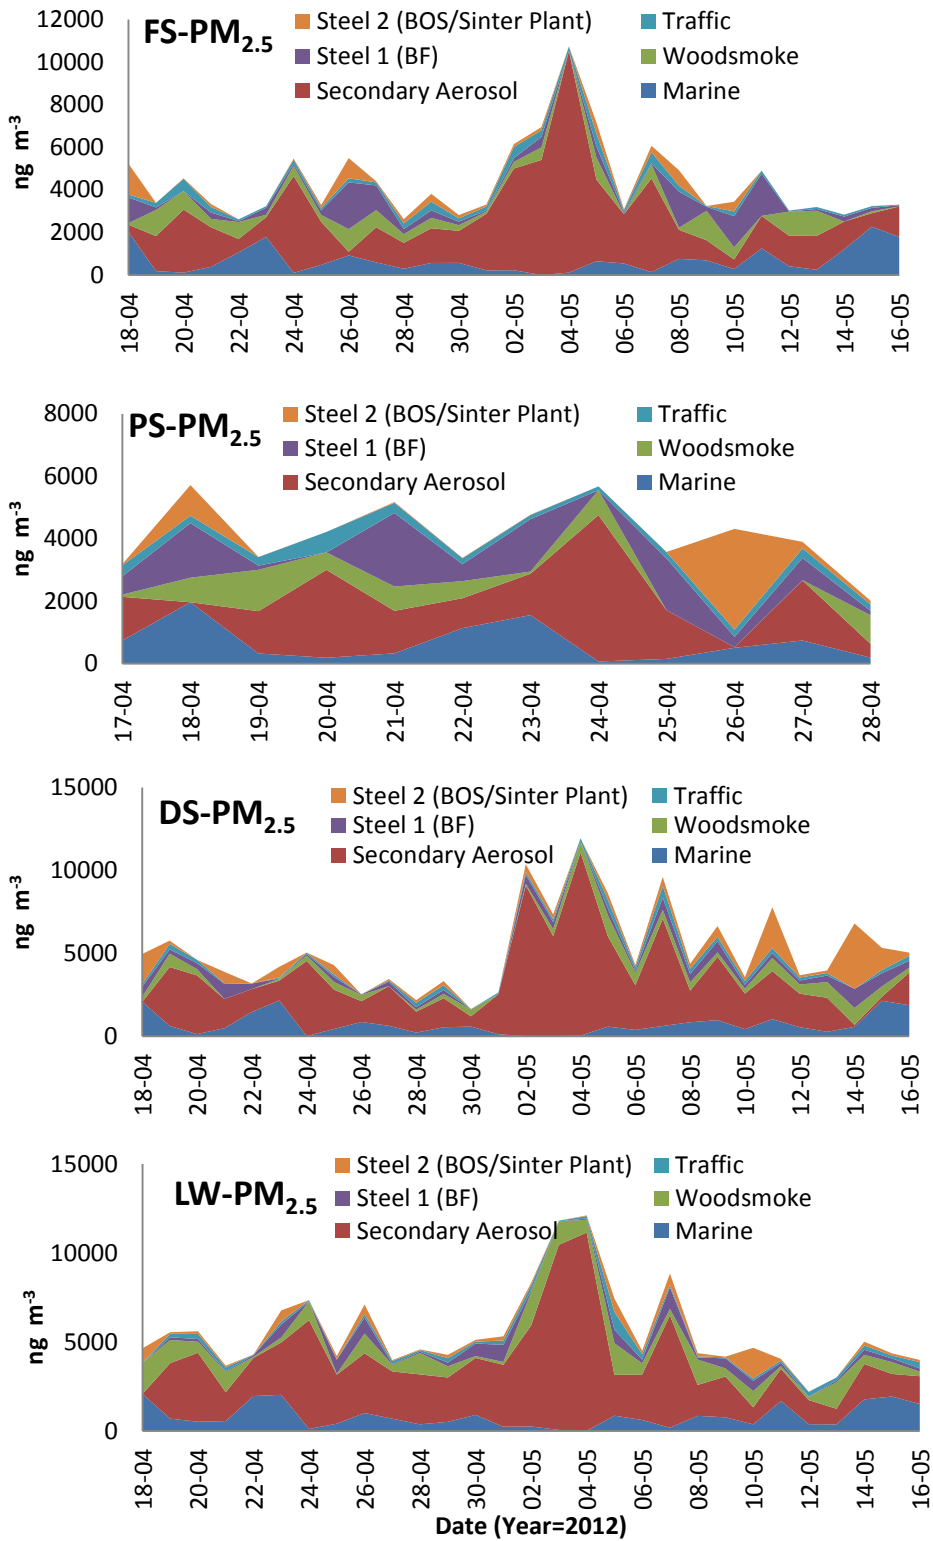 FS-PM2.5
Steel 2 (BOS/Sinter Plant) Traffic
Steel 1 (BF) Woodsmoke
Secondary Aerosol Marine
ng m-3
12000
10000
8000
6000
4000
2000
0
18-04 20-04 22-04 24-04 26-04 28-04 30-04 02-05 04-05 06-05 08-05 10-05 12-05 14-05 16-05
PS-PM2.5
Steel 2 (BOS/Sinter Plant) Traffic
Steel 1 (BF) Woodsmoke
Secondary Aerosol Marine
ng m-3
8000
6000
4000
2000
0
17-04 18-04 19-04 20-04 21-04 22-04 23-04 24-04 25-04 26-04 27-04 28-04
DS-PM2.5
Steel 2 (BOS/Sinter Plant) Traffic
Steel 1 (BF) Woodsmoke
Secondary Aerosol Marine
ng m-3
15000
10000
5000
0
18-04 20-04 22-04 24-04 26-04 28-04 30-04 02-05 04-05 06-05 08-05 10-05 12-05 14-05 16-05
LW-PM2.5
Steel 2 (BOS/Sinter Plant) Traffic
Steel 1 (BF) Woodsmoke
Secondary Aerosol Marine
ng m-3
15000
10000
5000
0
18-04 20-04 22-04 24-04 26-04 28-04 30-04 02-05 04-05 06-05 08-05 10-05 12-05 14-05 16-05
Date (Year=2012)